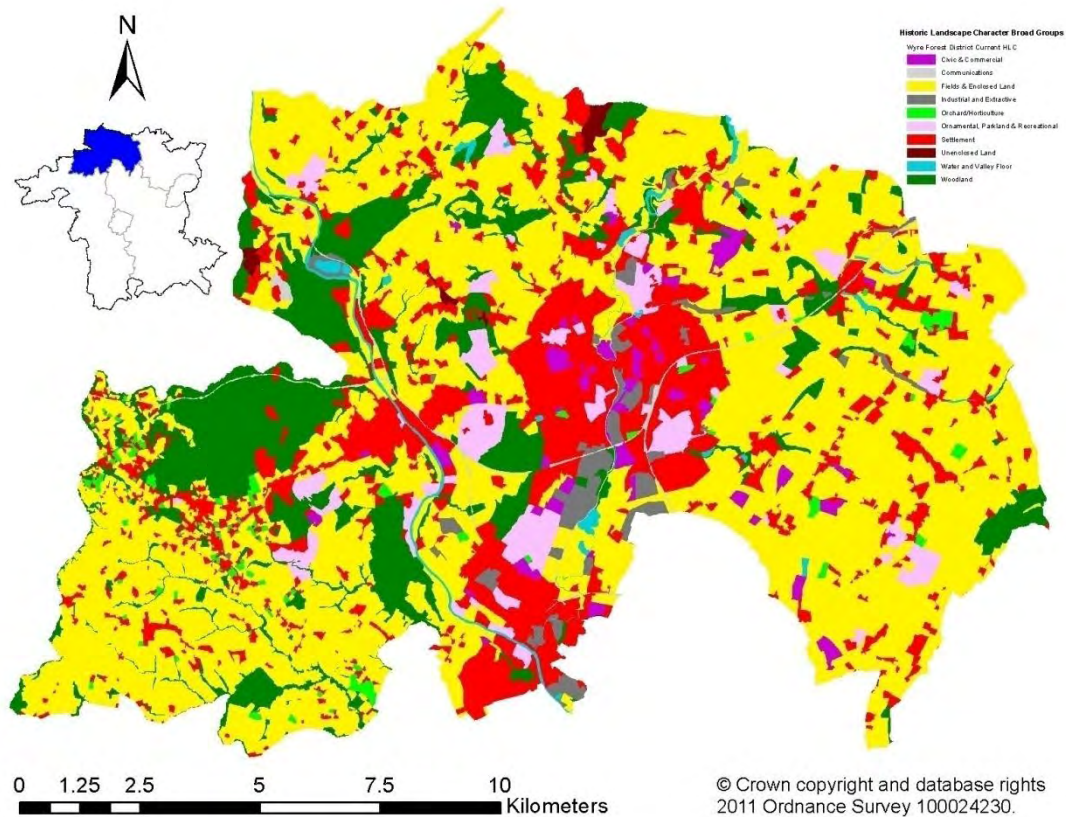 N
Historic Landscape Character Broad Groups
Wyre Forest District Current HLC
Civic & Commercial
Communications
Fields & Enclosed Land
Industrial and Extractive
Orchard/Horticulture
Ornamental, Parkland & Recreational
Settlement
Unenclosed Land
Water and Valley Floor
Woodland
0 1.25 2.5 5 7.5 10
Kilometers
© Crown copyright and database rights
2011 Ordnance Survey 100024230.